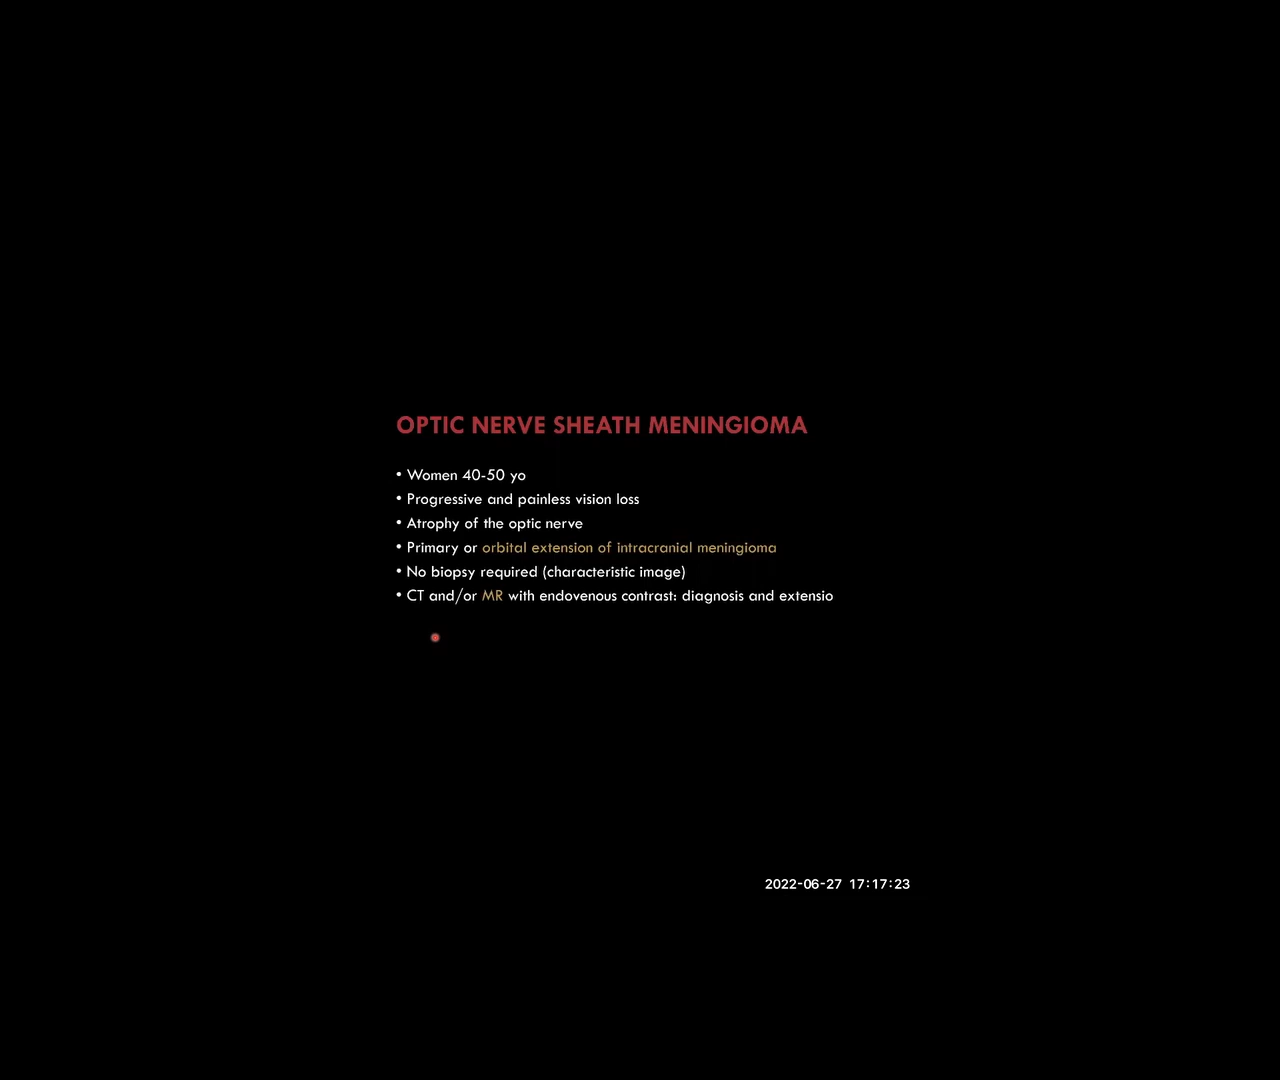 OPTIC NERVE SHEATH MENINGIOMA
• Women 40-50 yo
• Progressive and painless vision loss
• Atrophy of the optic nerve
• Primary or orbital extension of intracranial meningioma
• No biopsy required (characteristic image)
• CT and/or MR with endovenous contrast: diagnosis and extensio
2022-06-27 17:17:23